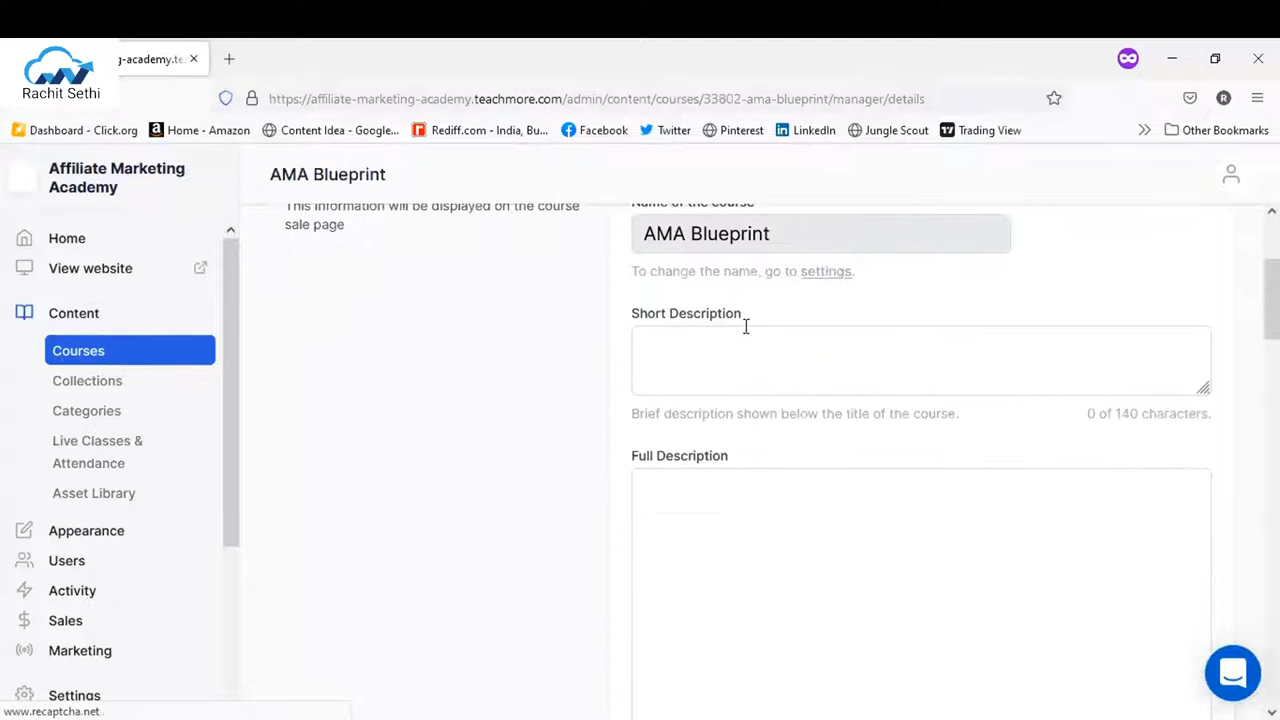 g-academy.te
Rachit Sethi
https://affiliate-marketing-academy.teachmore.com/admin/content/courses/33802-ama-blueprint/manager/details
Dashboard - Click.org
Home - Amazon
Content Idea - Google...
Rediff.com - India, Bu...
Facebook
Twitter
Pinterest
LinkedIn
Jungle Scout
Trading View
Other Bookmarks
Affiliate Marketing
Academy
AMA Blueprint
Home
View website
Content
Courses
Collections
Categories
Live Classes &
Attendance
Asset Library
Appearance
Users
Activity
Sales
Marketing
Settings
This information will be displayed on the course
sale page
Name of the course
AMA Blueprint
To change the name, go to settings.
Short Description
Brief description shown below the title of the course.
0 of 140 characters.
Full Description
www.recaptcha.net